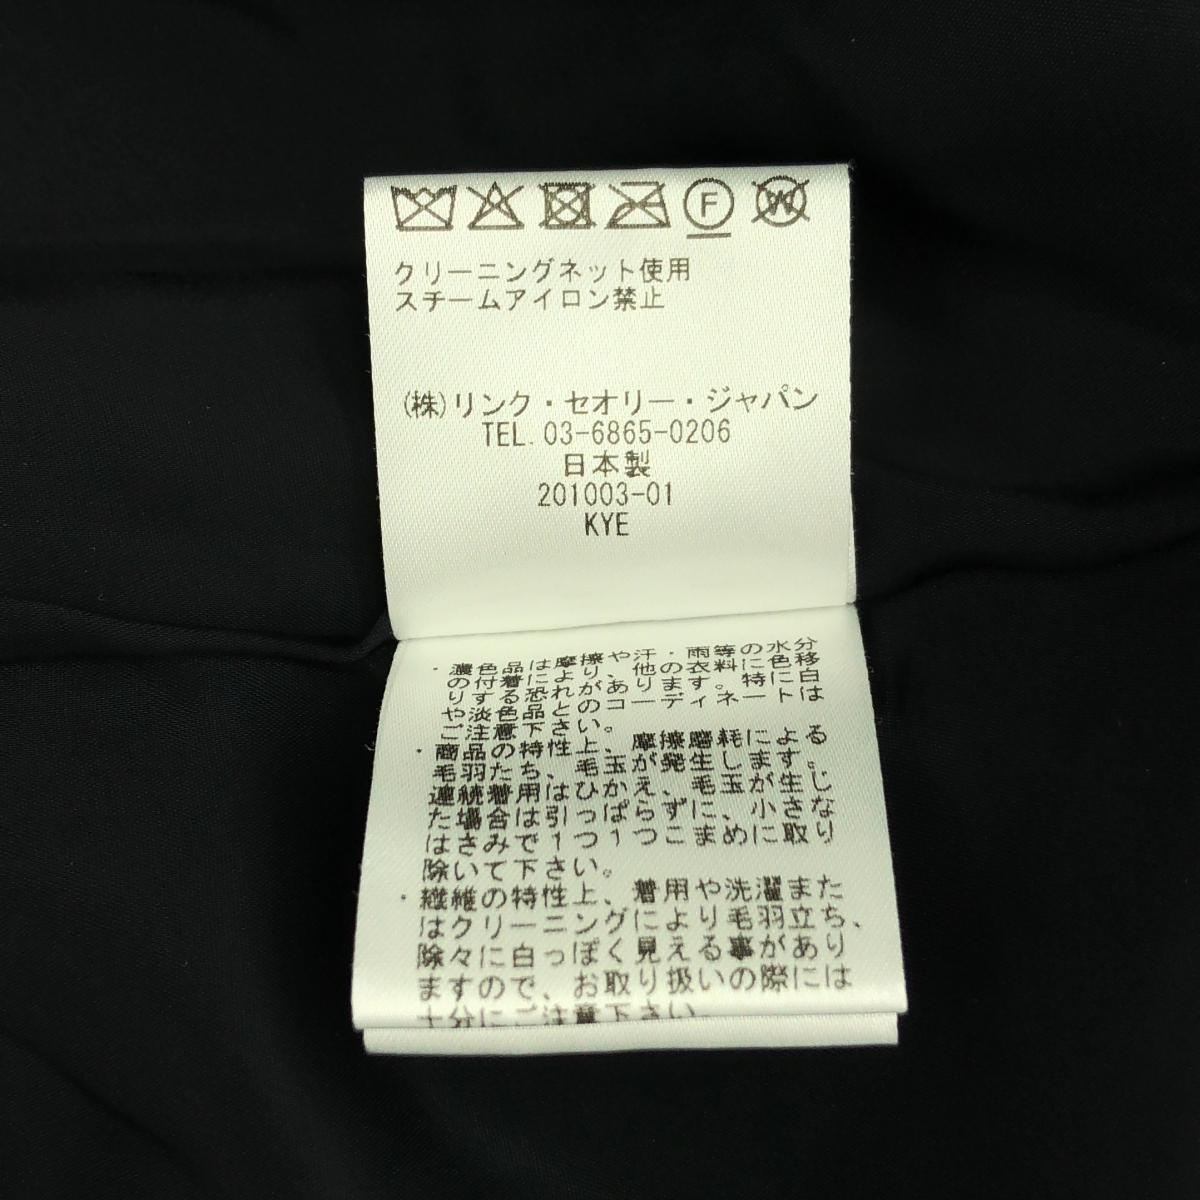 F W
クリーニングネット使用
スチームアイロン禁止
(株)リンク・セオリー・ジャパン
TEL. 03-6865-0206
日本製
201003-01
KYE
・濃色品は摩擦や汗・雨等の水分
のり付着に恐れがあります。特に白
や淡色品とのコーディネートは
ご注意下さい。
・商品の特性上、摩擦磨耗による
毛羽たち、毛玉が発生します。
連続着用はひかえ、毛玉が生じ
た場合は引っぱらずに、小さな
はさみで1つ1つこまめに取り
除いて下さい。
・繊維の特性上、着用や洗濯また
はクリーニングにより毛羽立ち、
除々に白っぽく見える事があり
ますので、お取り扱いの際には
十分にご注意下さい。